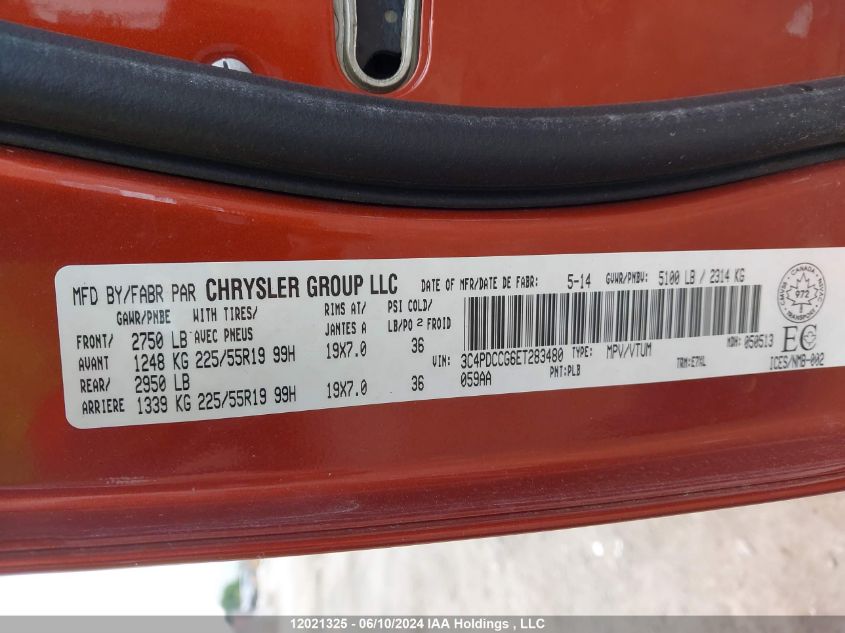 MFD BY/FABR PAR CHRYSLER GROUP LLC DATE OF MFR/DATE DE FABR: 5-14 GVWR/PNBV: 5100 LB / 2314 KG
GAWR/PNBE WITH TIRES/ RIMS AT/ PSI COLD/
FRONT/ 2750 LB AVEC PNEUS JANTES A LB/PO 2 FROID
AVANT 1248 KG 225/55R19 99H 19X7.0 36
REAR/ 2950 LB
ARRIERE 1339 KG 225/55R19 99H 19X7.0 36
VIN: 3C4PDCCG6ET283480 TYPE: MPV/VTUM MDH: 050513
059AA PNT:PLB
CANADA
972
EC
ICES/NMB-002
12021325 - 06/10/2024 IAA Holdings , LLC